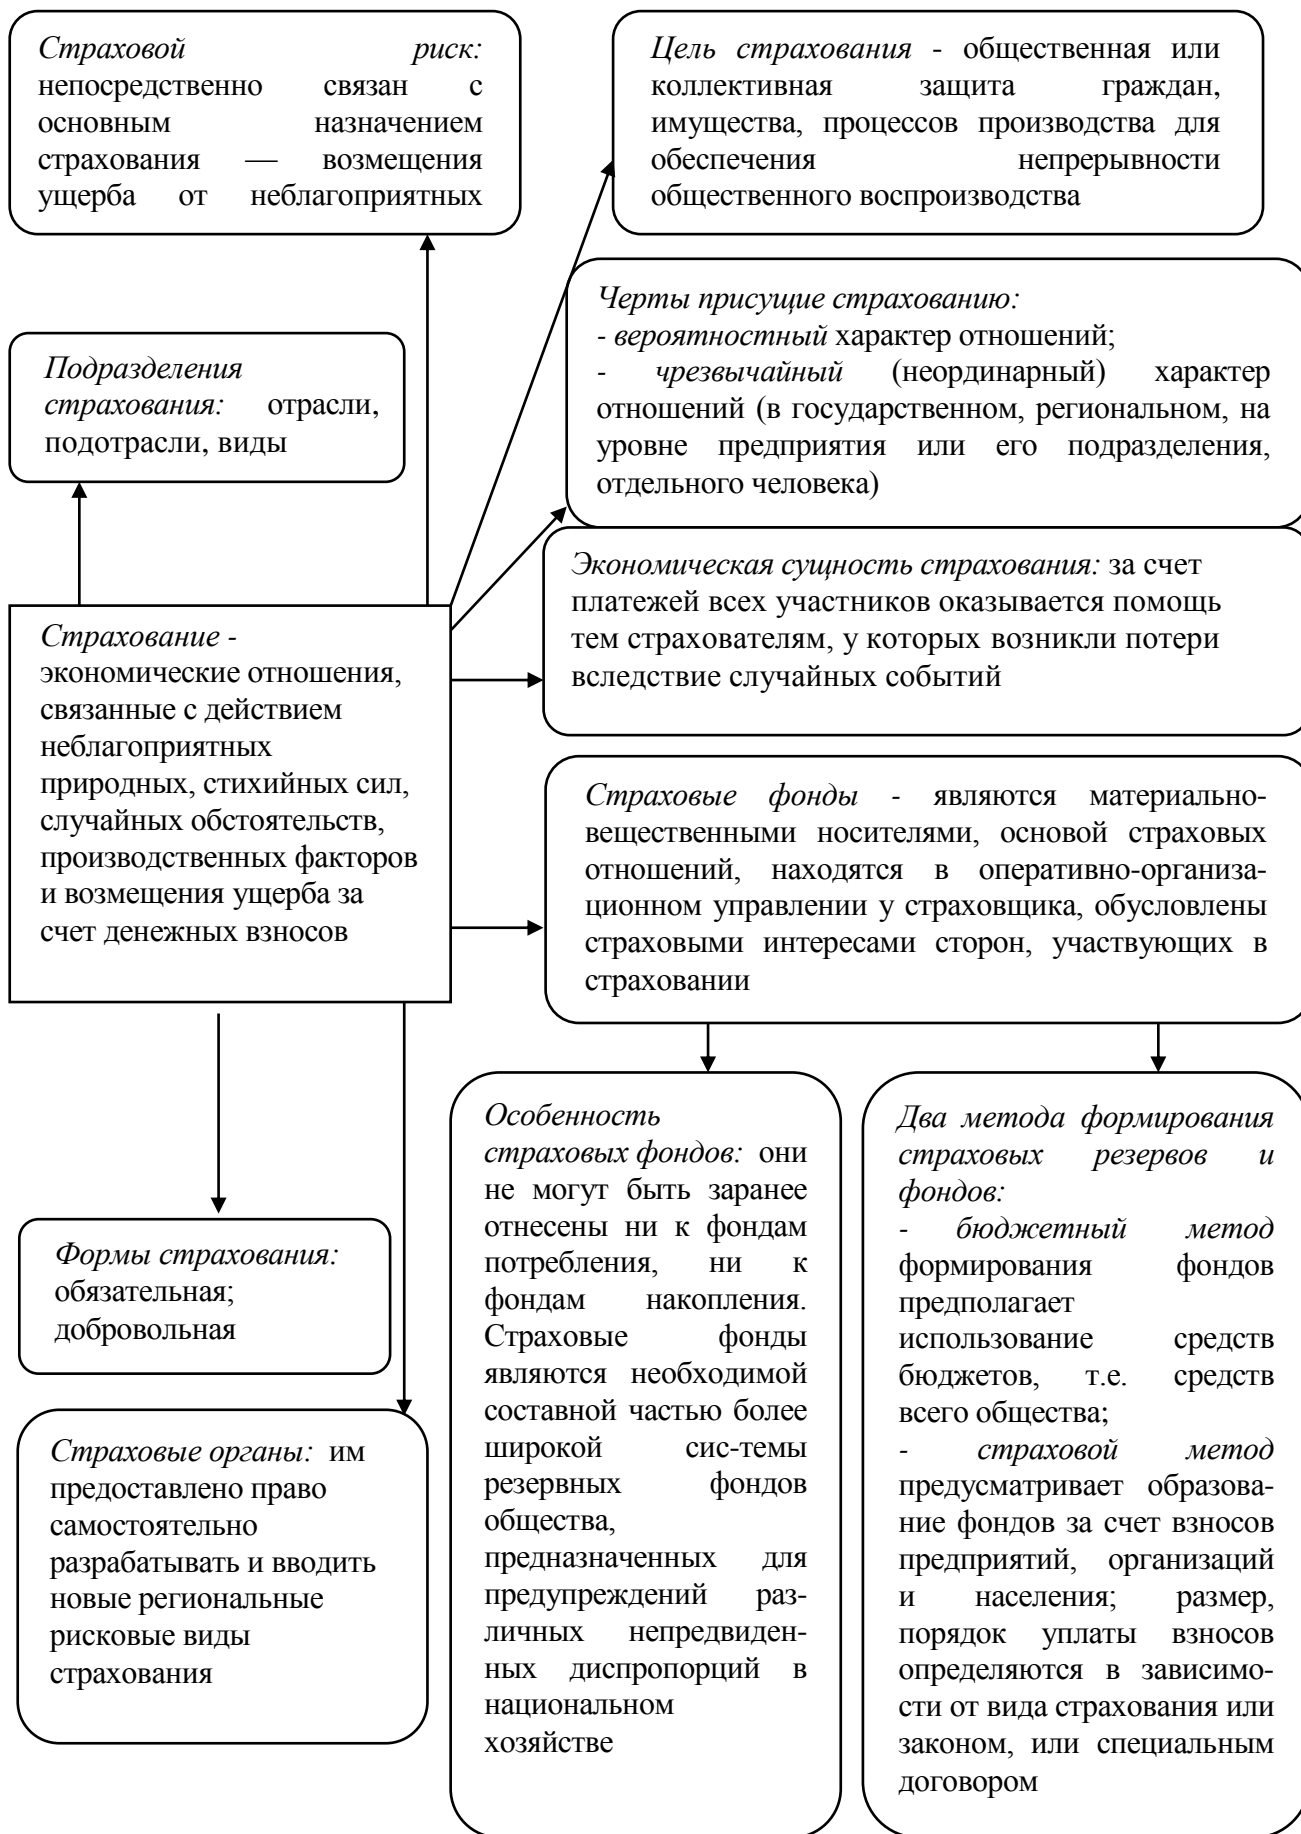 Страховой риск:
непосредственно связан с
основным назначением
страхования — возмещения
ущерба от неблагоприятных
Цель страхования - общественная или
коллективная защита граждан,
имущества, процессов производства для
обеспечения непрерывности
общественного воспроизводства
Черты присущие страхованию:
- вероятностный характер отношений;
- чрезвычайный (неординарный) характер
отношений (в государственном, региональном, на
уровне предприятия или его подразделения,
отдельного человека)
Подразделения
страхования: отрасли,
подотрасли, виды
Экономическая сущность страхования: за счет
платежей всех участников оказывается помощь
тем страхователям, у которых возникли потери
вследствие случайных событий
Страхование -
экономические отношения,
связанные с действием
неблагоприятных
природных, стихийных сил,
случайных обстоятельств,
производственных факторов
и возмещения ущерба за
счет денежных взносов
Страховые фонды - являются материально-
вещественными носителями, основой страховых
отношений, находятся в оперативно-организа-
ционном управлении у страховщика, обусловлены
страховыми интересами сторон, участвующих в
страховании
Особенность
страховых фондов: они
не могут быть заранее
отнесены ни к фондам
потребления, ни к
фондам накопления.
Страховые фонды
являются необходимой
составной частью более
широкой сис-темы
резервных фондов
общества,
предназначенных для
предупреждений раз-
личных непредвиден-
ных диспропорций в
национальном
хозяйстве
Два метода формирования
страховых резервов и
фондов:
- бюджетный метод
формирования фондов
предполагает
использование средств
бюджетов, т.е. средств
всего общества;
- страховой метод
предусматривает образова-
ние фондов за счет взносов
предприятий, организаций
и населения; размер,
порядок уплаты взносов
определяются в зависимо-
сти от вида страхования или
законом, или специальным
договором
Формы страхования:
обязательная;
добровольная
Страховые органы: им
предоставлено право
самостоятельно
разрабатывать и вводить
новые региональные
рисковые виды
страхования